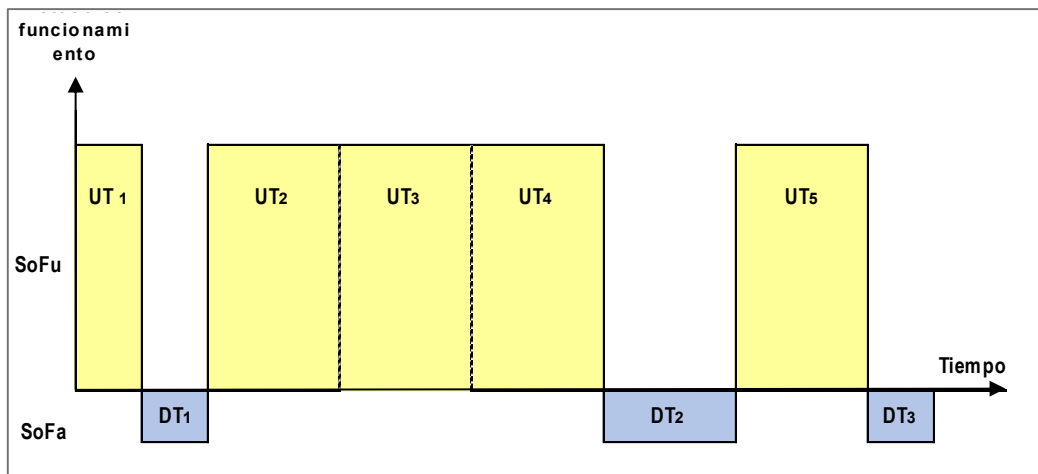 funcionami
ento
UT 1
UT2
UT3
UT4
UT5
SoFu
Tiempo
DT1
DT2
DT3
SoFa